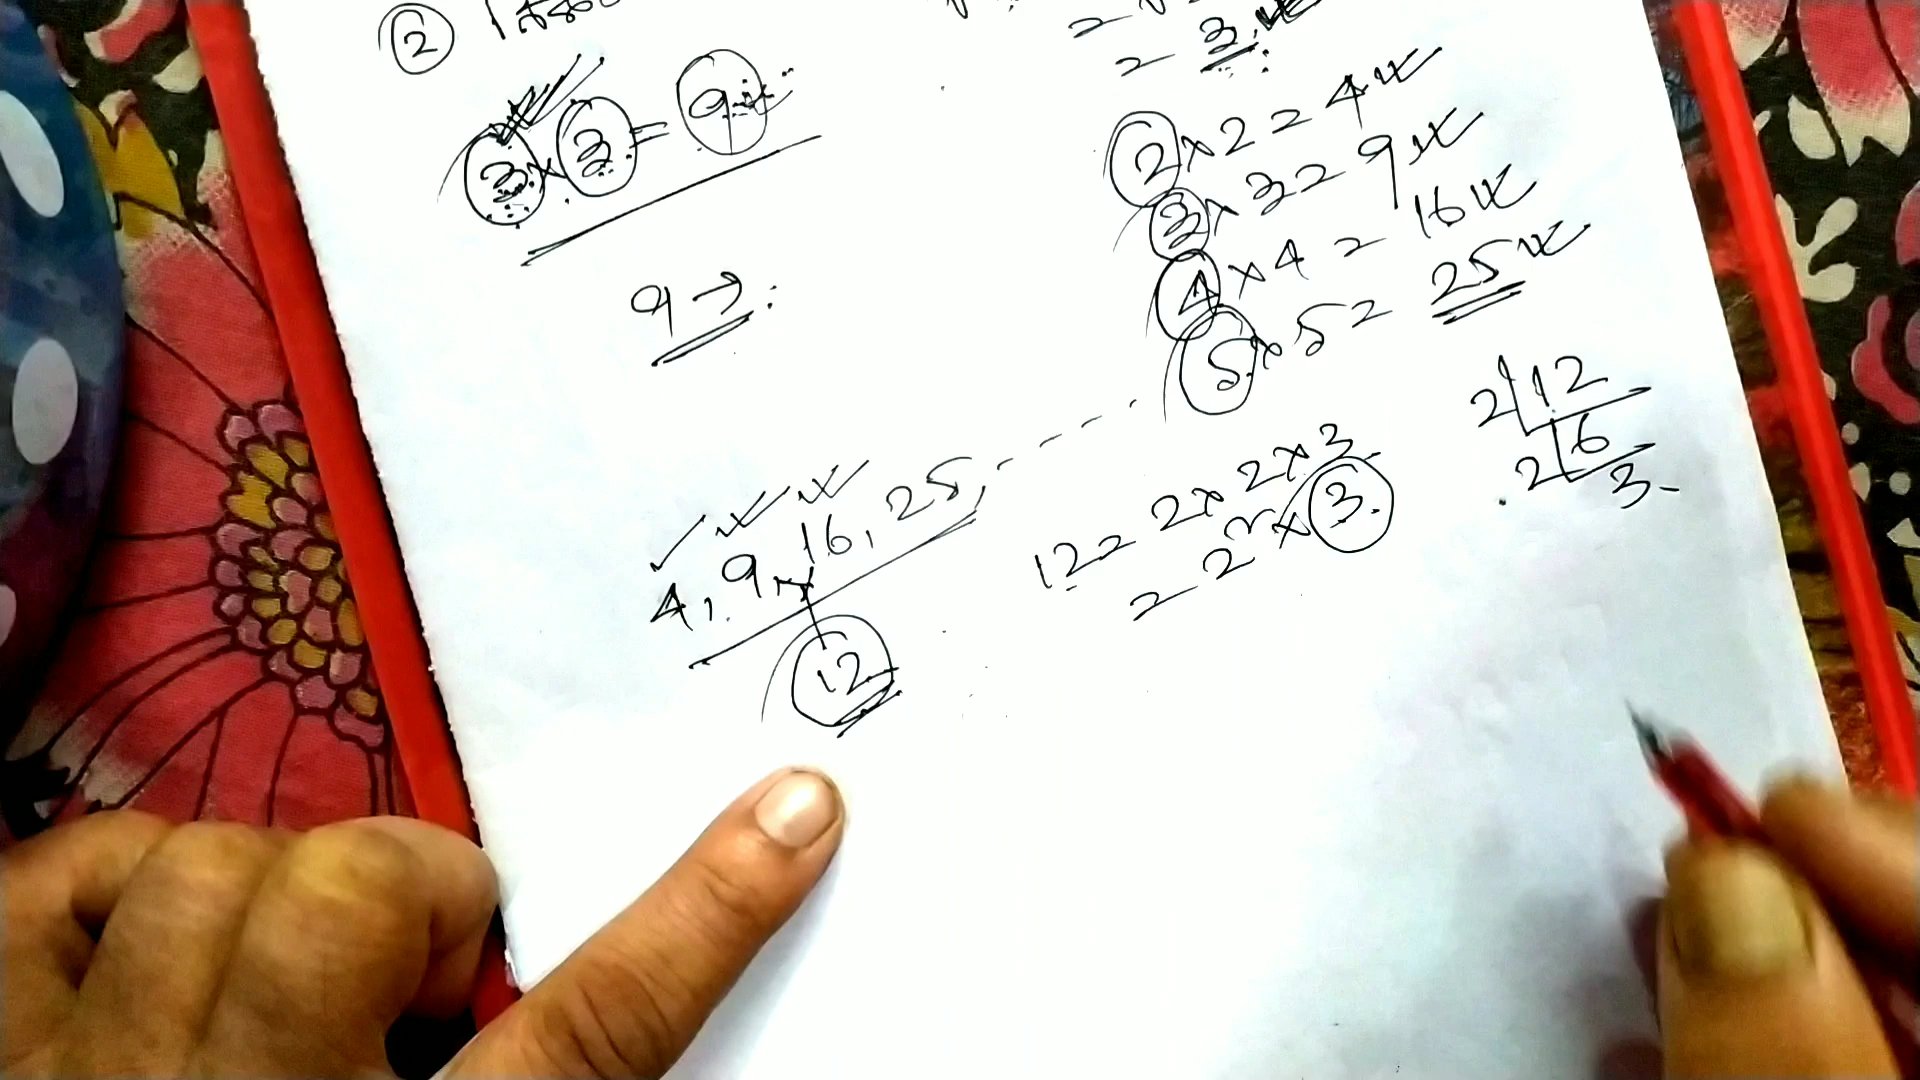 ②
3 × 3 = 9
9 →
4, 9, 16, 25,
12
= 3
2 × 2 = 4
3 × 3 = 9
4 × 4 = 16
5 × 5 = 25
12 = 2 × 2 × 3
= 2² × 3
2 | 12
2 | 6
3